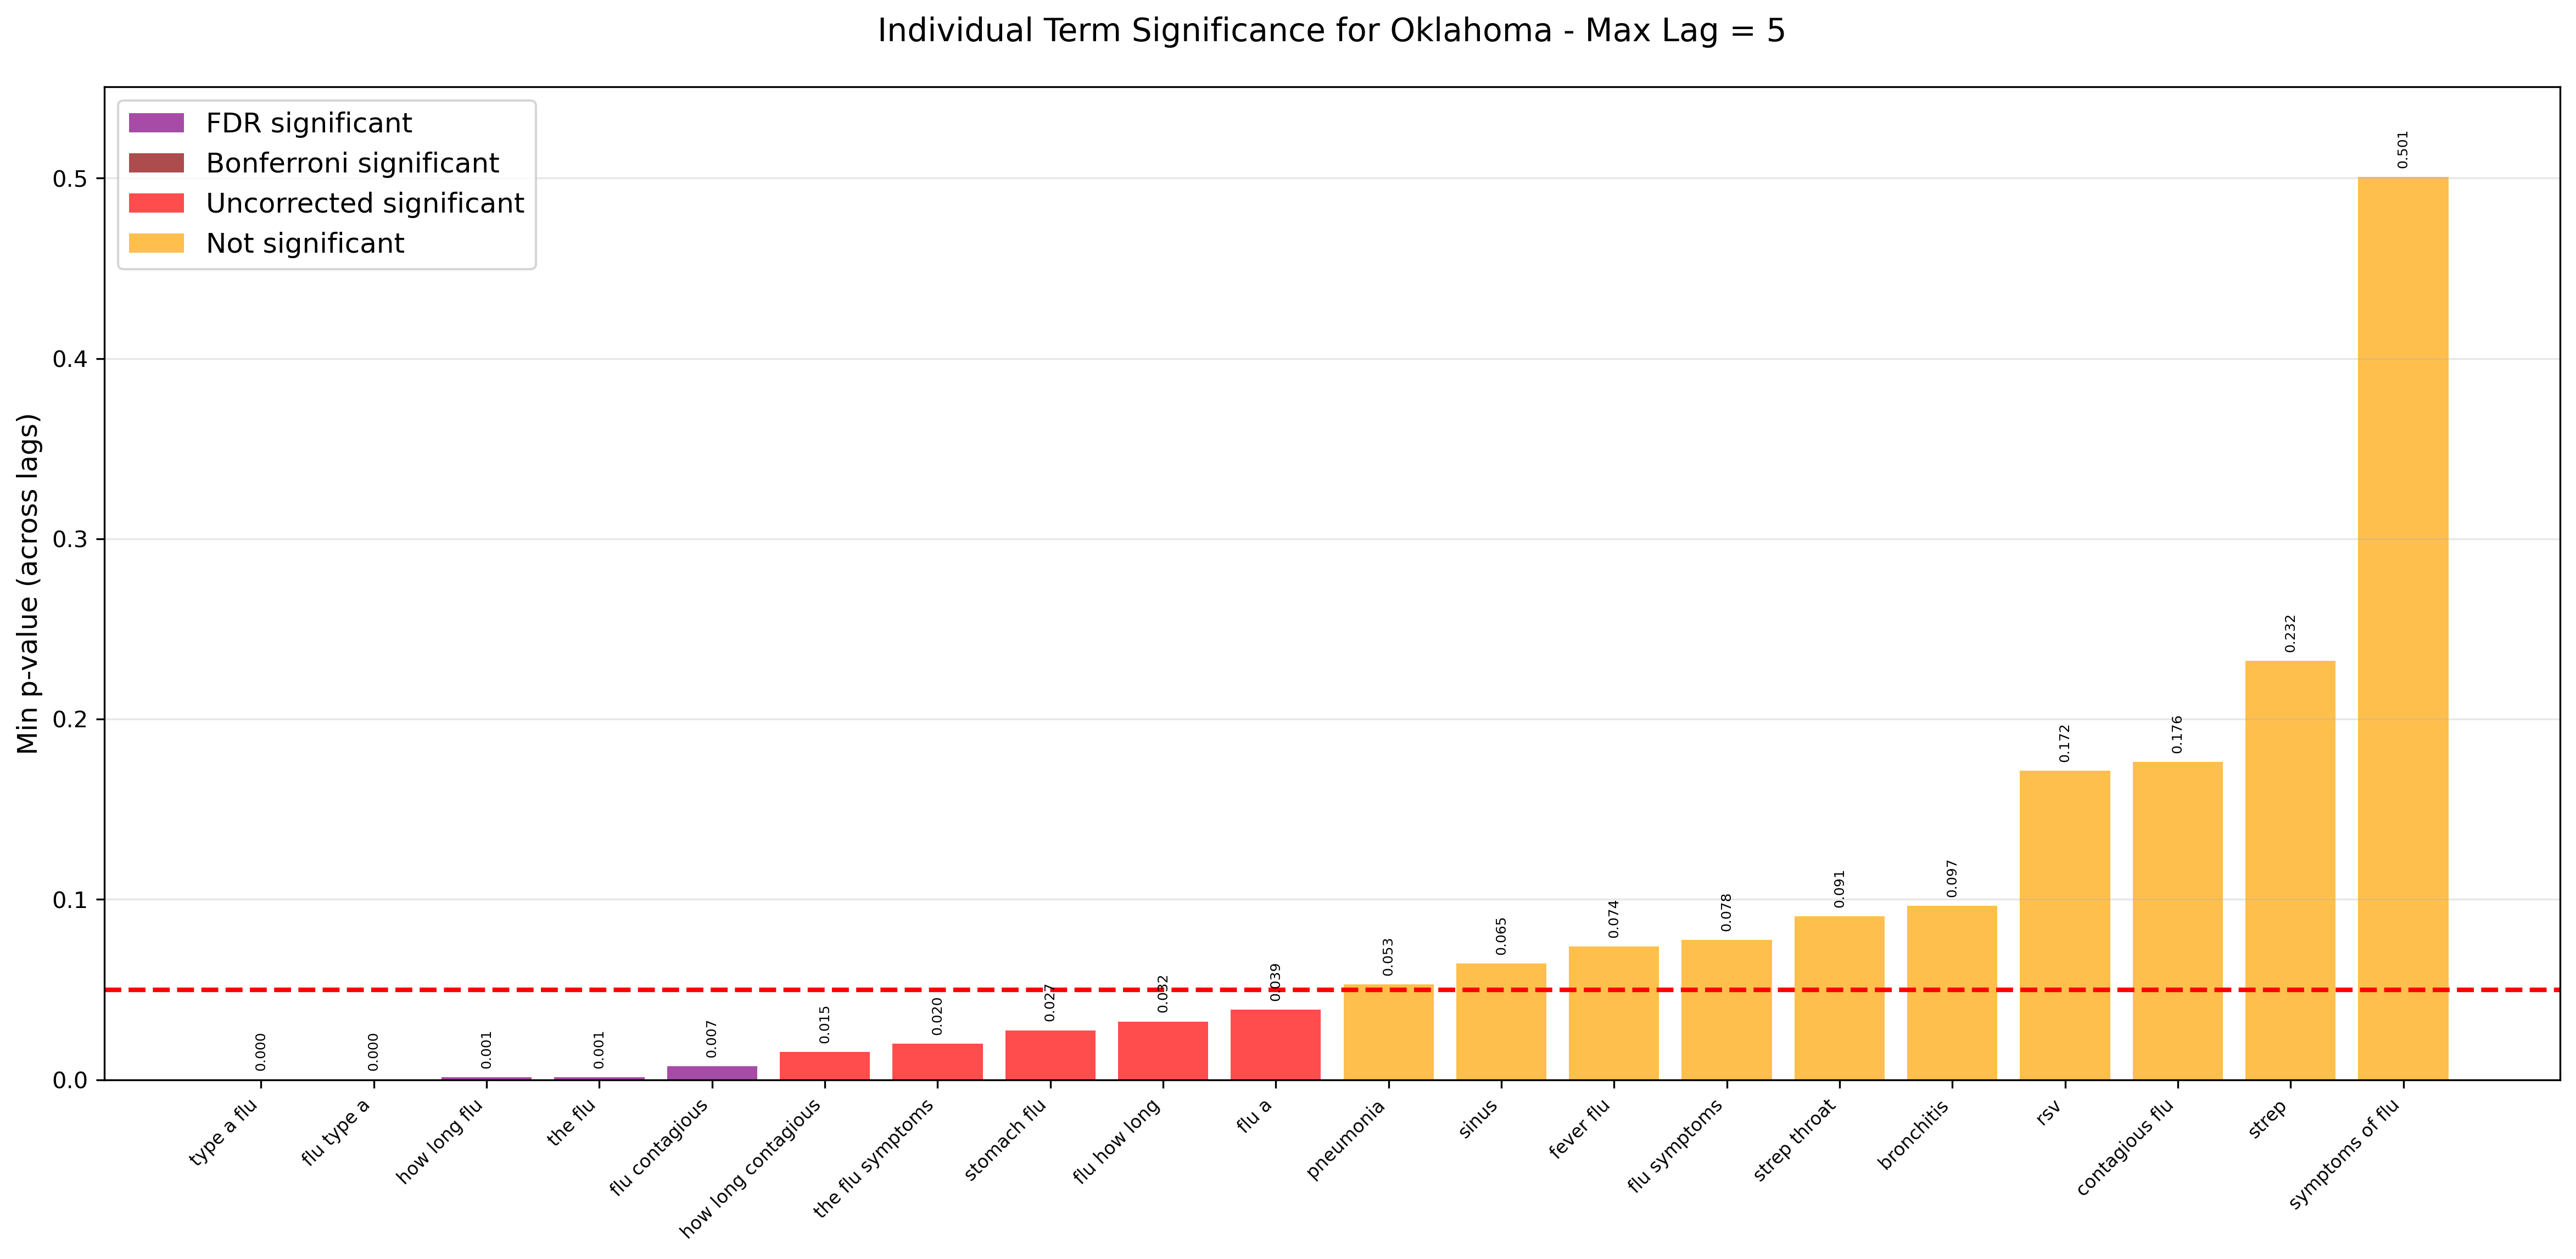 Individual Term Significance for Oklahoma - Max Lag = 5
FDR significant
Bonferroni significant
Uncorrected significant
Not significant
Min p-value (across lags)
0.5
0.4
0.3
0.2
0.1
0.0
0.000
0.000
0.001
0.001
0.007
0.015
0.020
0.027
0.032
0.039
0.053
0.065
0.074
0.078
0.091
0.097
0.172
0.176
0.232
0.501
type a flu
flu type a
how long flu
the flu
flu contagious
how long contagious
the flu symptoms
stomach flu
flu how long
flu a
pneumonia
sinus
fever flu
flu symptoms
strep throat
bronchitis
rsv
contagious flu
strep
symptoms of flu